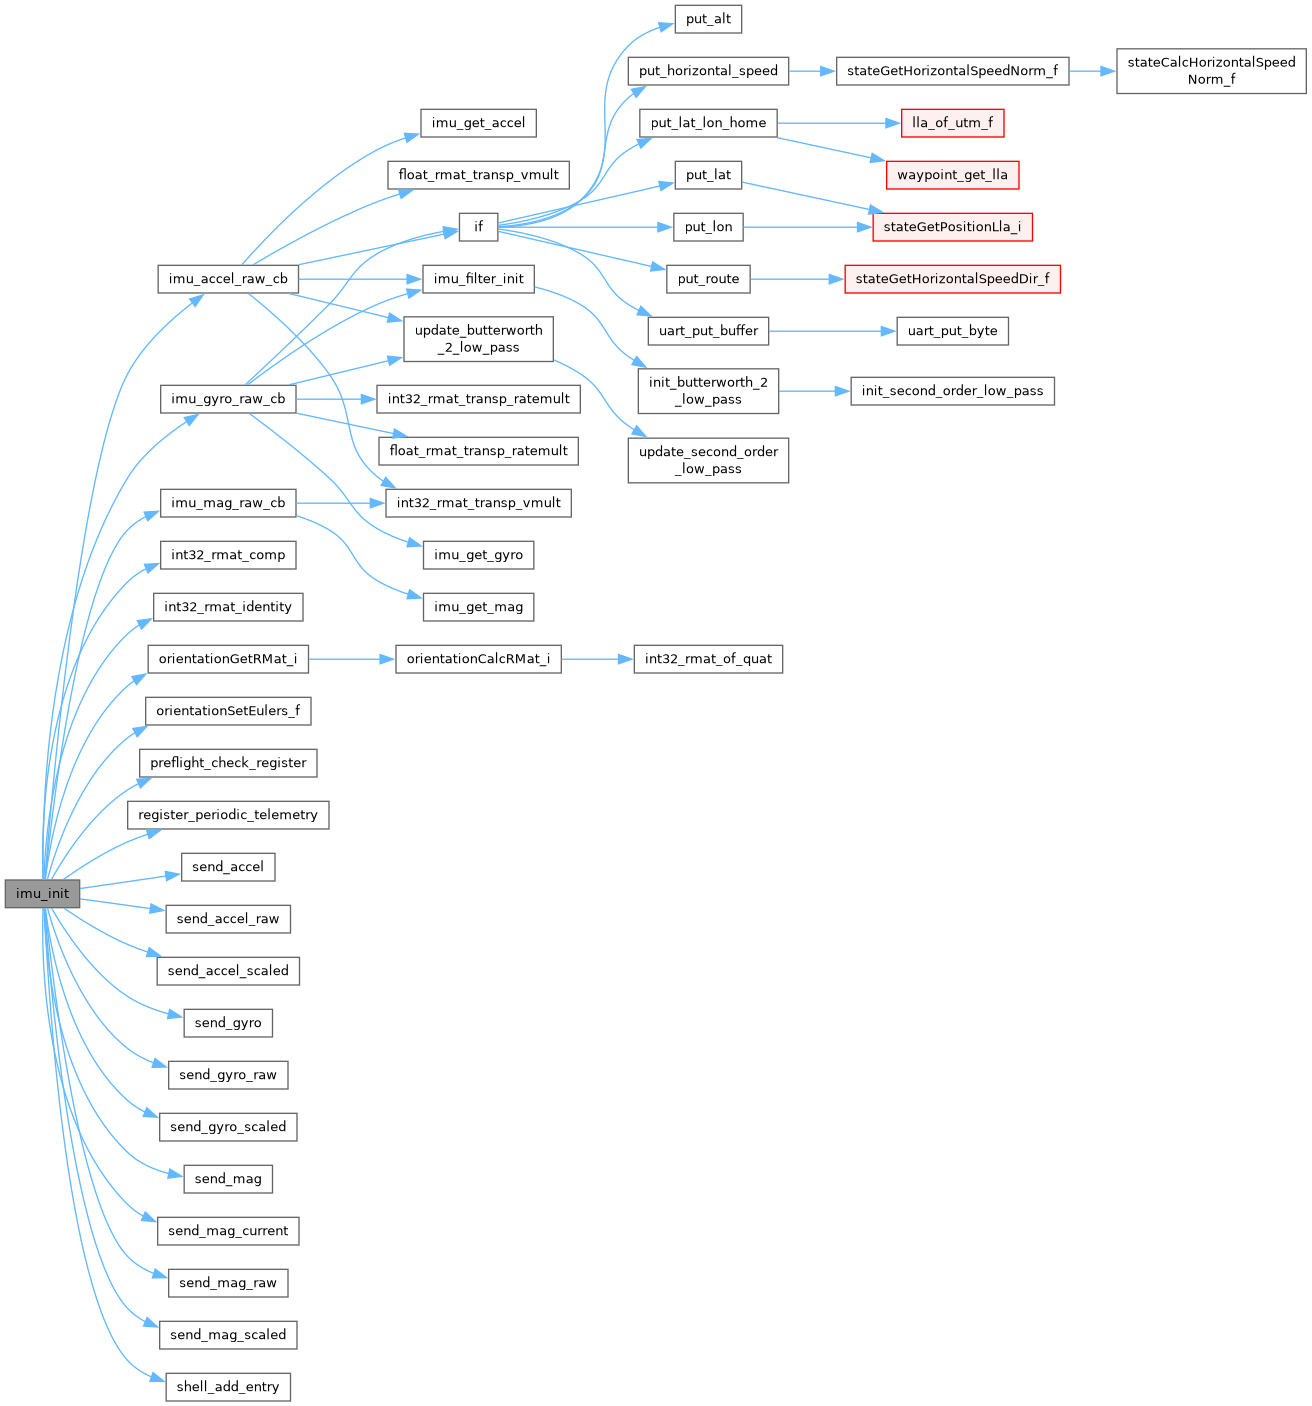 put_alt
put_horizontal_speed
stateGetHorizontalSpeedNorm_f
stateCalcHorizontalSpeed
Norm_f
imu_get_accel
put_lat_lon_home
lla_of_utm_f
float_rmat_transp_vmult
put_lat
waypoint_get_lla
if
put_lon
stateGetPositionLla_i
imu_accel_raw_cb
imu_filter_init
put_route
stateGetHorizontalSpeedDir_f
update_butterworth
_2_low_pass
uart_put_buffer
uart_put_byte
imu_gyro_raw_cb
int32_rmat_transp_ratemult
init_butterworth_2
_low_pass
init_second_order_low_pass
float_rmat_transp_ratemult
update_second_order
_low_pass
imu_mag_raw_cb
int32_rmat_transp_vmult
int32_rmat_comp
imu_get_gyro
int32_rmat_identity
imu_get_mag
orientationGetRMat_i
orientationCalcRMat_i
int32_rmat_of_quat
orientationSetEulers_f
preflight_check_register
register_periodic_telemetry
send_accel
imu_init
send_accel_raw
send_accel_scaled
send_gyro
send_gyro_raw
send_gyro_scaled
send_mag
send_mag_current
send_mag_raw
send_mag_scaled
shell_add_entry